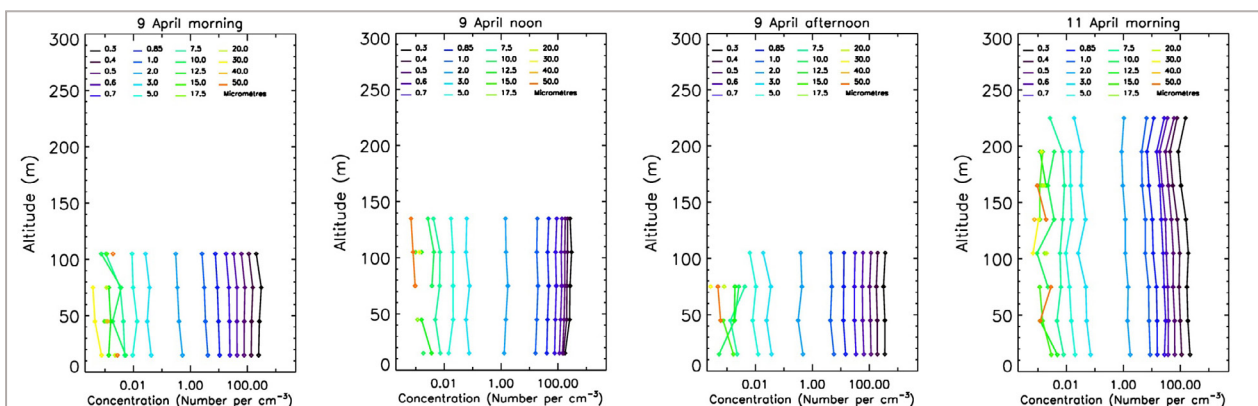 9 April morning
300
250
200
150
100
50
0
Altitude (m)
0.3 0.85 7.5 20.0
0.4 1.0 10.0 30.0
0.5 2.0 12.5 40.0
0.6 3.0 15.0 50.0
0.7 5.0 17.5 Micromètres
0.01 1.00 100.00
Concentration (Number per cm⁻³)
9 April noon
300
250
200
150
100
50
0
Altitude (m)
0.3 0.85 7.5 20.0
0.4 1.0 10.0 30.0
0.5 2.0 12.5 40.0
0.6 3.0 15.0 50.0
0.7 5.0 17.5 Micromètres
0.01 1.00 100.00
Concentration (Number per cm⁻³)
9 April afternoon
300
250
200
150
100
50
0
Altitude (m)
0.3 0.85 7.5 20.0
0.4 1.0 10.0 30.0
0.5 2.0 12.5 40.0
0.6 3.0 15.0 50.0
0.7 5.0 17.5 Micromètres
0.01 1.00 100.00
Concentration (Number per cm⁻³)
11 April morning
300
250
200
150
100
50
0
Altitude (m)
0.3 0.85 7.5 20.0
0.4 1.0 10.0 30.0
0.5 2.0 12.5 40.0
0.6 3.0 15.0 50.0
0.7 5.0 17.5 Micromètres
0.01 1.00 100.00
Concentration (Number per cm⁻³)